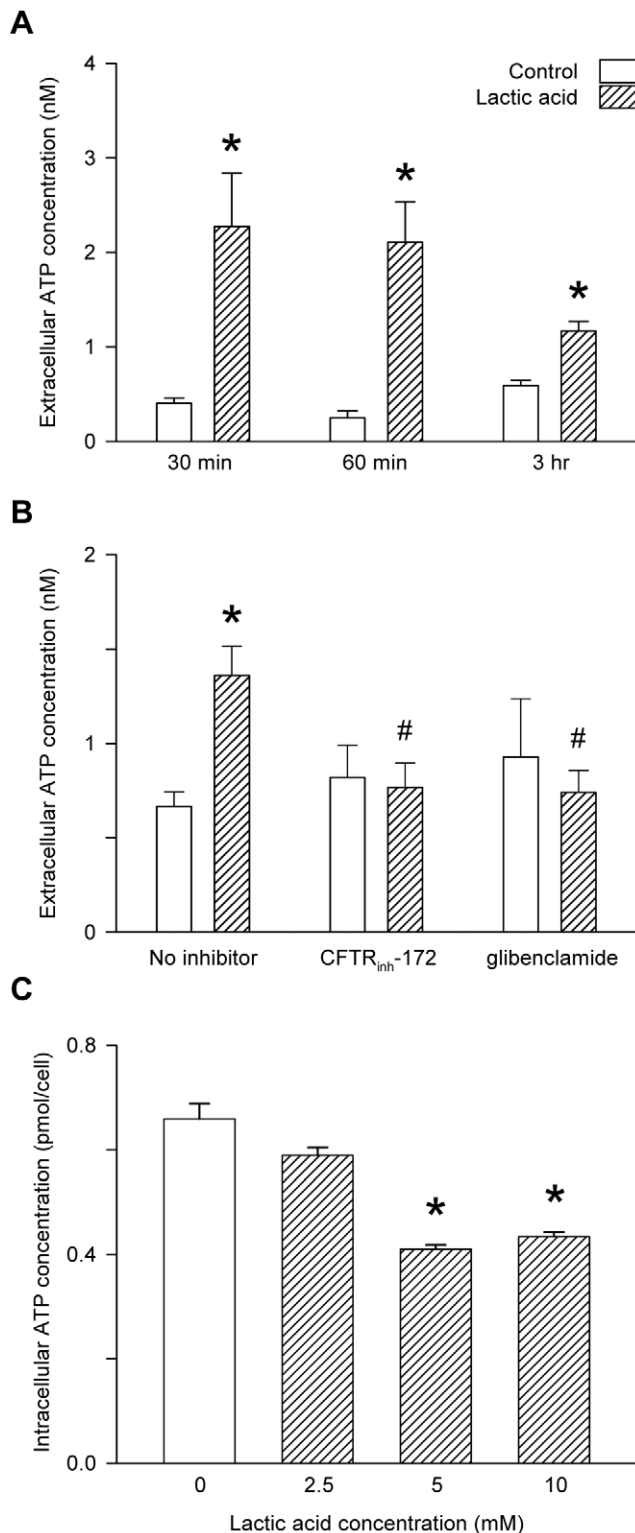 A
Extracellular ATP concentration (nM)
4
3
2
1
0
Control
Lactic acid
*
*
*
30 min
60 min
3 hr
B
Extracellular ATP concentration (nM)
2
1
0
*
#
#
No inhibitor
CFTRinh-172
glibenclamide
C
Intracellular ATP concentration (pmol/cell)
0.8
0.4
0.0
*
*
0
2.5
5
10
Lactic acid concentration (mM)